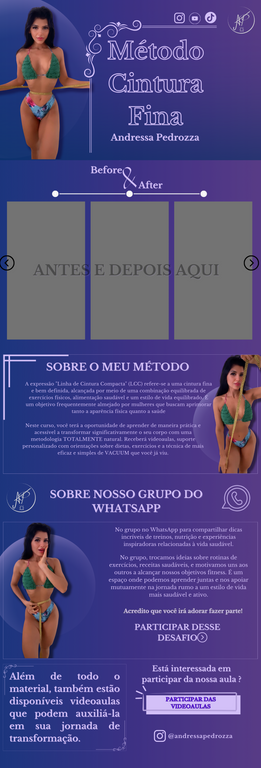 Método
Cintura
Fina
Andressa Pedrozza
Before
&
After
ANTES E DEPOIS AQUI
SOBRE O MEU MÉTODO
A expressão "Linha de Cintura Compacta" (LCC) refere-se a uma cintura fina
e bem definida, alcançada por meio de uma combinação equilibrada de
exercícios físicos, alimentação saudável e um estilo de vida equilibrado. É
um objetivo frequentemente almejado por mulheres que buscam aprimorar
tanto a aparência física quanto a saúde
Neste curso, você terá a oportunidade de aprender de maneira prática e
acessível a transformar significativamente o seu corpo com uma
metodologia TOTALMENTE natural. Receberá videoaulas, suporte
personalizado com orientações sobre dietas, exercícios e a técnica de mais
eficaz e simples de VACUUM que você já viu.
SOBRE NOSSO GRUPO DO
WHATSAPP
No grupo no WhatsApp para compartilhar dicas
incríveis de treinos, nutrição e experiências
inspiradoras relacionadas à vida saudável.
No grupo, trocamos ideias sobre rotinas de
exercícios, receitas saudáveis, e motivamos uns aos
outros a alcançar nossos objetivos fitness. É um
espaço onde podemos aprender juntos e nos apoiar
mutuamente na jornada rumo a um estilo de vida
mais saudável e ativo.
Acredito que você irá adorar fazer parte!
PARTICIPAR DESSE
DESAFIO
Além de todo o
material, também estão
disponíveis videoaulas
que podem auxiliá-la
em sua jornada de
transformação.
Está interessada em
participar da nossa aula ?
PARTICIPAR DAS
VIDEOAULAS
@andressapedrozza